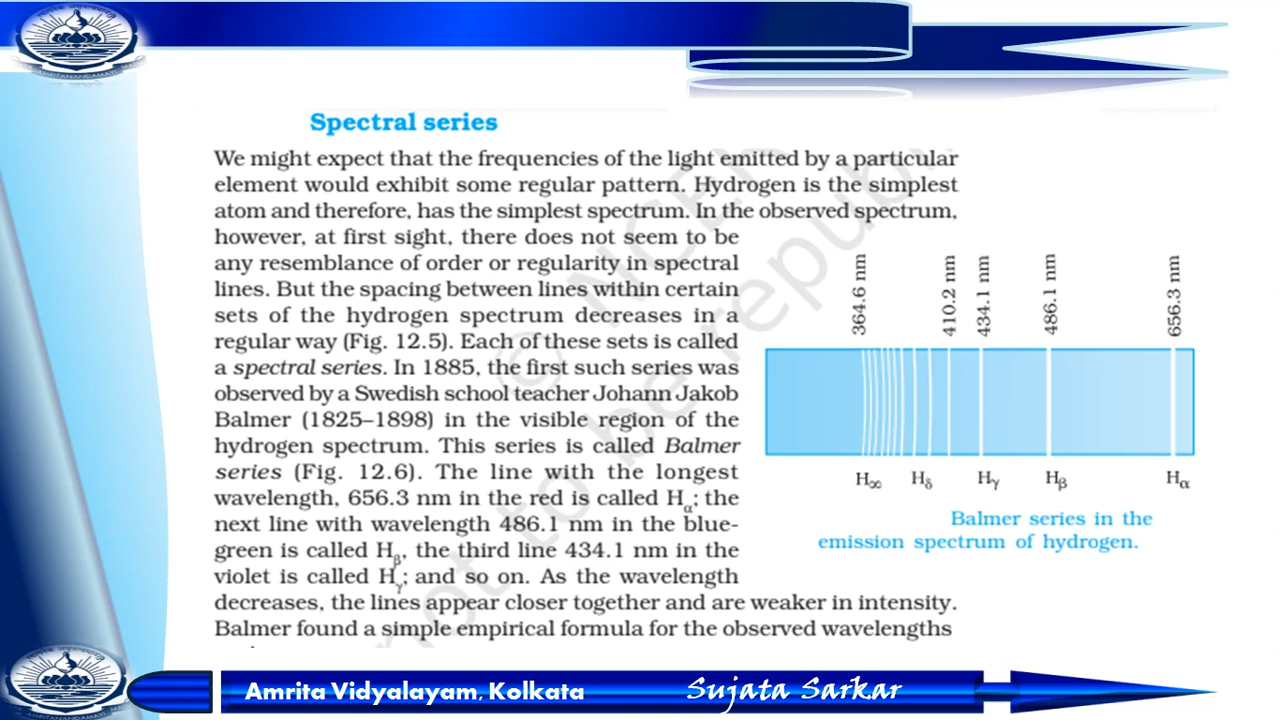 Spectral series
We might expect that the frequencies of the light emitted by a particular
element would exhibit some regular pattern. Hydrogen is the simplest
atom and therefore, has the simplest spectrum. In the observed spectrum,
however, at first sight, there does not seem to be
any resemblance of order or regularity in spectral
lines. But the spacing between lines within certain
sets of the hydrogen spectrum decreases in a
regular way (Fig. 12.5). Each of these sets is called
a spectral series. In 1885, the first such series was
observed by a Swedish school teacher Johann Jakob
Balmer (1825–1898) in the visible region of the
hydrogen spectrum. This series is called Balmer
series (Fig. 12.6). The line with the longest
wavelength, 656.3 nm in the red is called Hα; the
next line with wavelength 486.1 nm in the blue-
green is called Hβ, the third line 434.1 nm in the
violet is called Hγ; and so on. As the wavelength
decreases, the lines appear closer together and are weaker in intensity.
Balmer found a simple empirical formula for the observed wavelengths
364.6 nm
410.2 nm
434.1 nm
486.1 nm
656.3 nm
H∞
Hδ
Hγ
Hβ
Hα
Balmer series in the
emission spectrum of hydrogen.
© NCERT
not to be republi
Amrita Vidyalayam, Kolkata
Sujata Sarkar